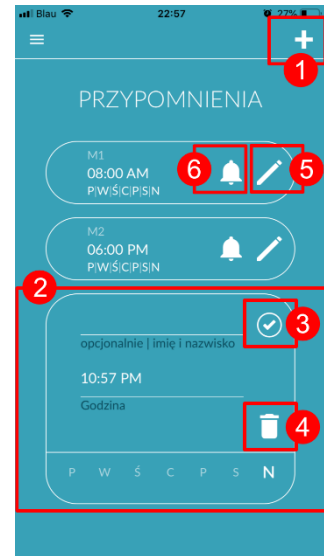 Blau 22:57 27%
1
PRZYPOMNIENIA
M1
08:00 AM
P|W|Ś|C|P|S|N
6
5
M2
06:00 PM
P|W|Ś|C|P|S|N
2
3
opcjonalnie | imię i nazwisko
10:57 PM
Godzina
4
P W Ś C P S N